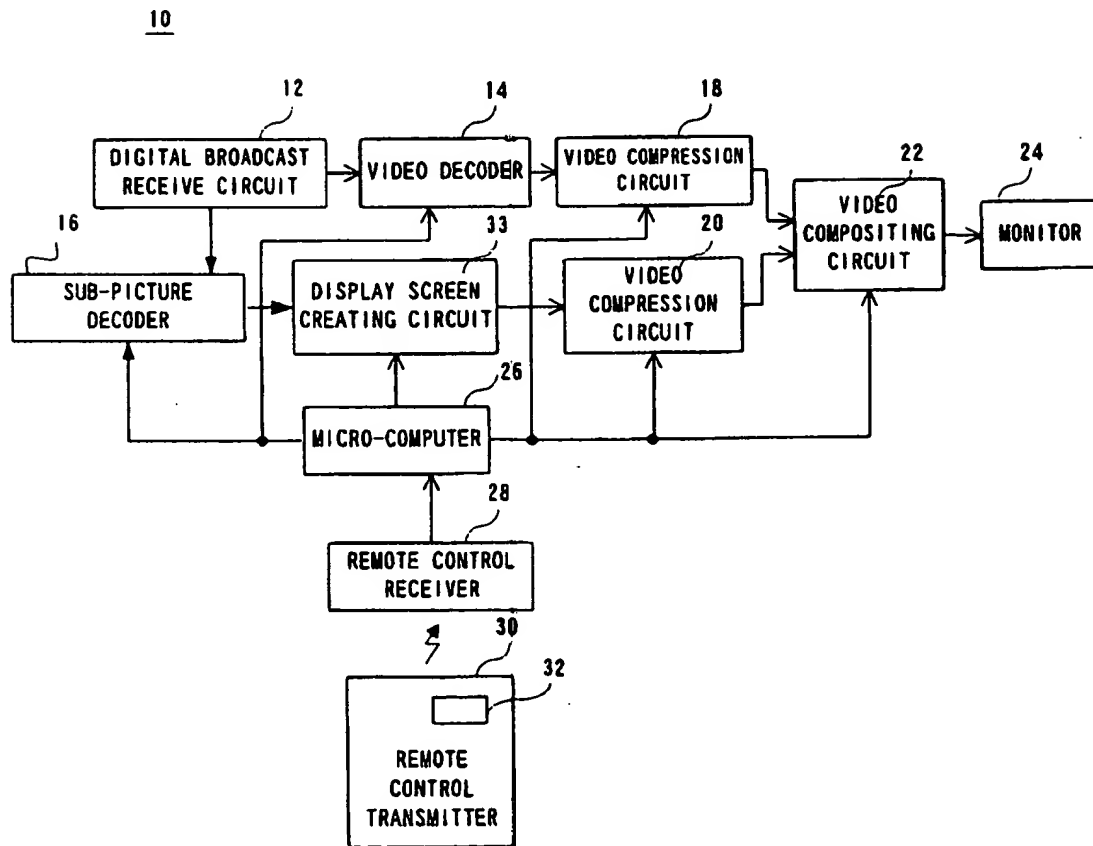 10
12
14
18
22
24
DIGITAL BROADCAST
RECEIVE CIRCUIT
VIDEO DECODER
VIDEO COMPRESSION
CIRCUIT
VIDEO
COMPOSITING
CIRCUIT
MONITOR
16
33
20
SUB-PICTURE
DECODER
DISPLAY SCREEN
CREATING CIRCUIT
VIDEO
COMPRESSION
CIRCUIT
26
MICRO-COMPUTER
28
REMOTE CONTROL
RECEIVER
30
32
REMOTE
CONTROL
TRANSMITTER